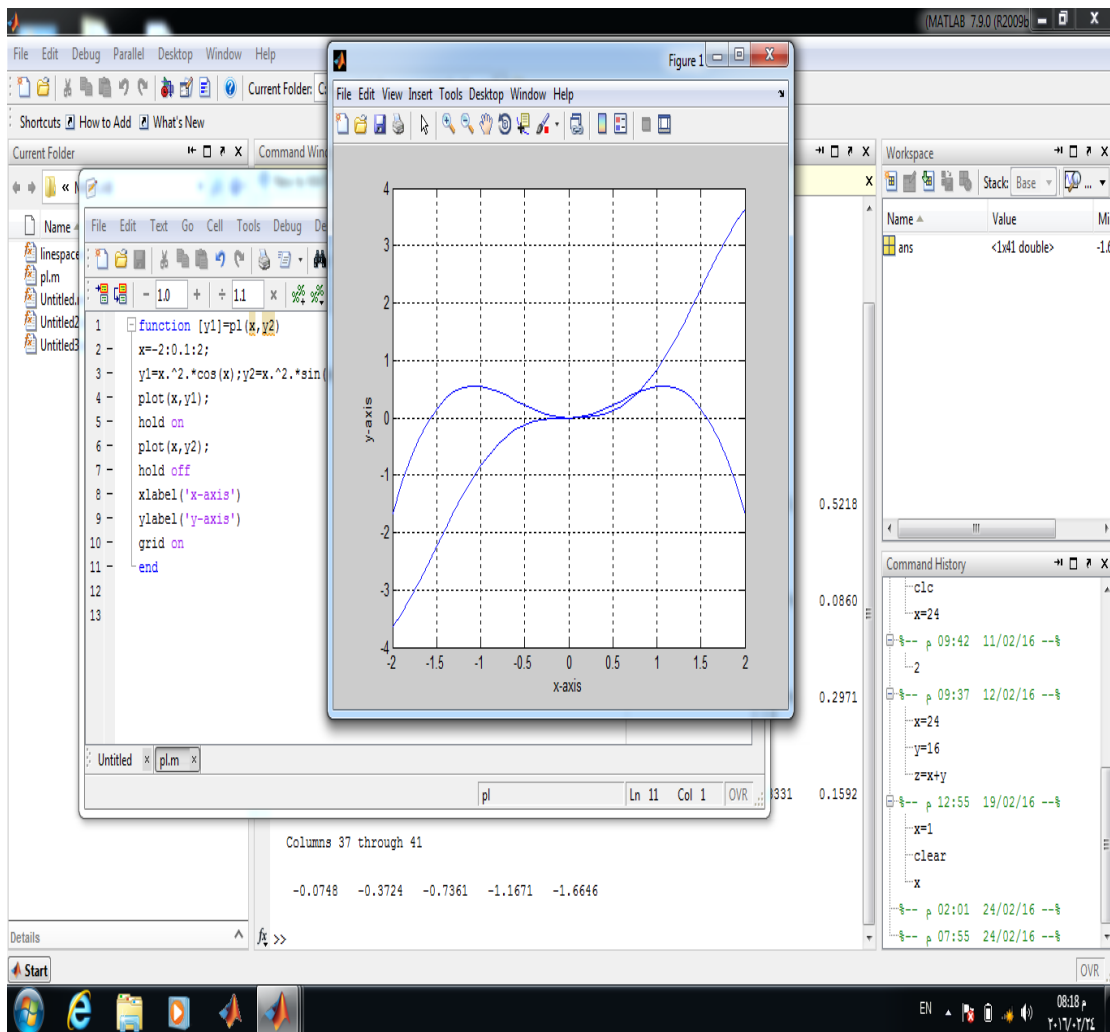 (MATLAB 7.9.0 (R2009b
File Edit Debug Parallel Desktop Window Help
Current Folder:
Shortcuts How to Add What's New
Current Folder
Name
linespace
pl.m
Untitled
Untitled2
Untitled3
Details
File Edit Text Go Cell Tools Debug
1.0
1.1
1 function [y1]=pl(x,y2)
2 x=-2:0.1:2;
3 y1=x.^2.*cos(x);y2=x.^2.*sin(
4 plot(x,y1);
5 hold on
6 plot(x,y2);
7 hold off
8 xlabel('x-axis')
9 ylabel('y-axis')
10 grid on
11 end
12
13
Untitled pl.m
pl Ln 11 Col 1 OVR
Figure 1
File Edit View Insert Tools Desktop Window Help
4
3
2
1
0
-1
-2
-3
-4
y-axis
-2 -1.5 -1 -0.5 0 0.5 1 1.5 2
x-axis
0.5218
0.0860
0.2971
0.1592
Columns 37 through 41
-0.0748 -0.3724 -0.7361 -1.1671 -1.6646
fx >>
Workspace
Stack: Base
Name Value
ans <1x41 double>
Command History
clc
x=24
%-- م 09:42 11/02/16 --%
2
%-- م 09:37 12/02/16 --%
x=24
y=16
z=x+y
%-- م 12:55 19/02/16 --%
x=1
clear
x
%-- م 02:01 24/02/16 --%
%-- م 07:55 24/02/16 --%
Start
OVR
EN
08:18 م
٢٠١٦/٠٢/٢٤